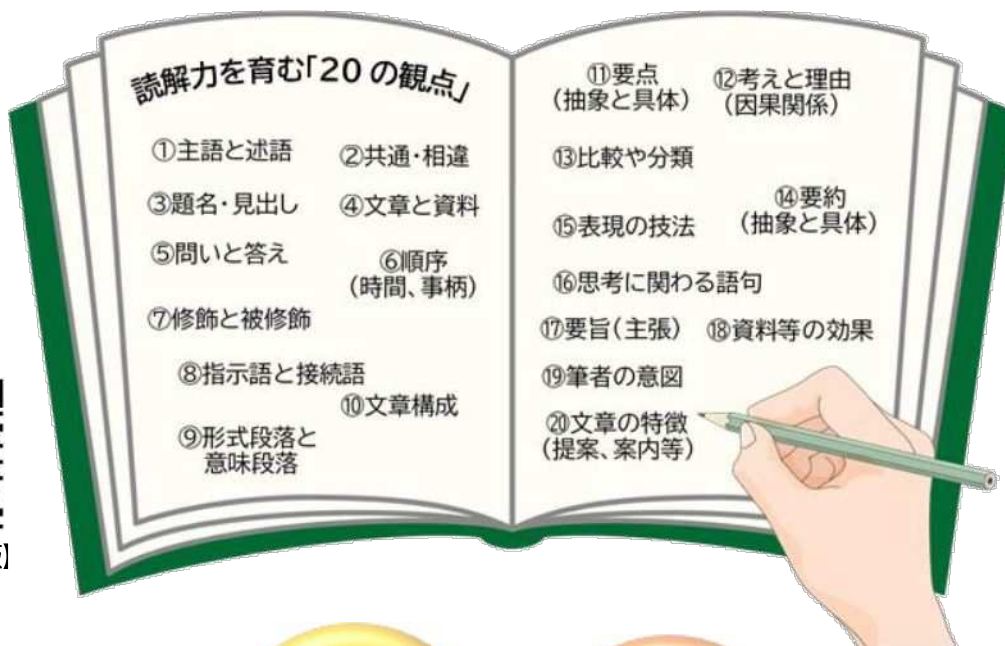 読解力を育む「20の観点」
①主語と述語
②共通・相違
③題名・見出し
④文章と資料
⑤問いと答え
⑥順序
(時間、事柄)
⑦修飾と被修飾
⑧指示語と接続語
⑩文章構成
⑨形式段落と
意味段落
⑪要点
(抽象と具体)
⑫考えと理由
(因果関係)
⑬比較や分類
⑭要約
(抽象と具体)
⑮表現の技法
⑯思考に関わる語句
⑰要旨(主張)
⑱資料等の効果
⑲筆者の意図
⑳文章の特徴
(提案、案内等)